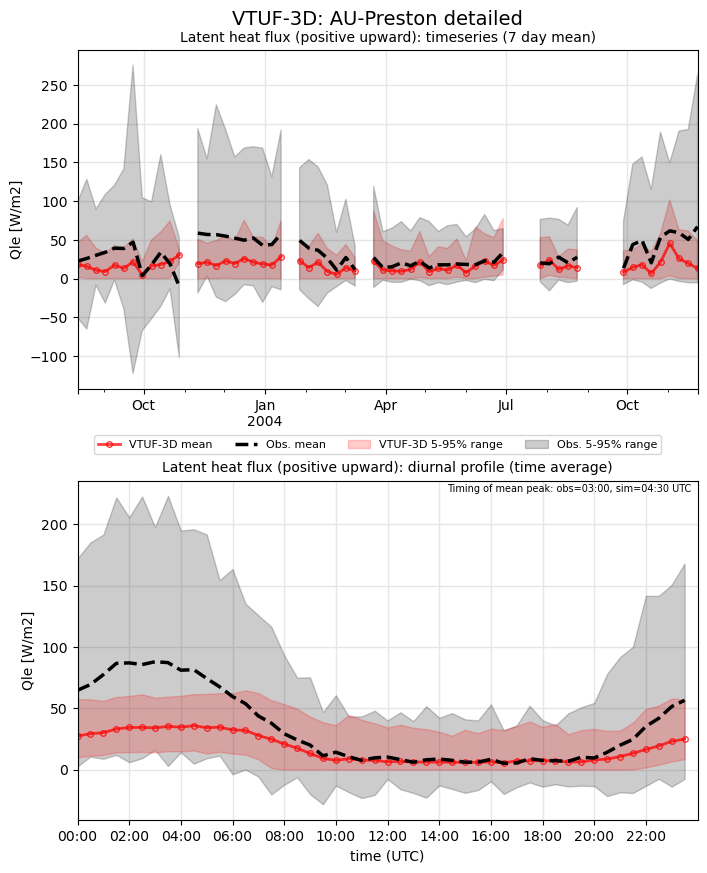 VTUF-3D: AU-Preston detailed
Latent heat flux (positive upward): timeseries (7 day mean)
Qle [W/m2]
250
200
150
100
50
0
−50
−100
Oct
Jan
2004
Apr
Jul
Oct
VTUF-3D mean
Obs. mean
VTUF-3D 5-95% range
Obs. 5-95% range
Latent heat flux (positive upward): diurnal profile (time average)
Timing of mean peak: obs=03:00, sim=04:30 UTC
Qle [W/m2]
200
150
100
50
0
00:00
02:00
04:00
06:00
08:00
10:00
12:00
14:00
16:00
18:00
20:00
22:00
time (UTC)